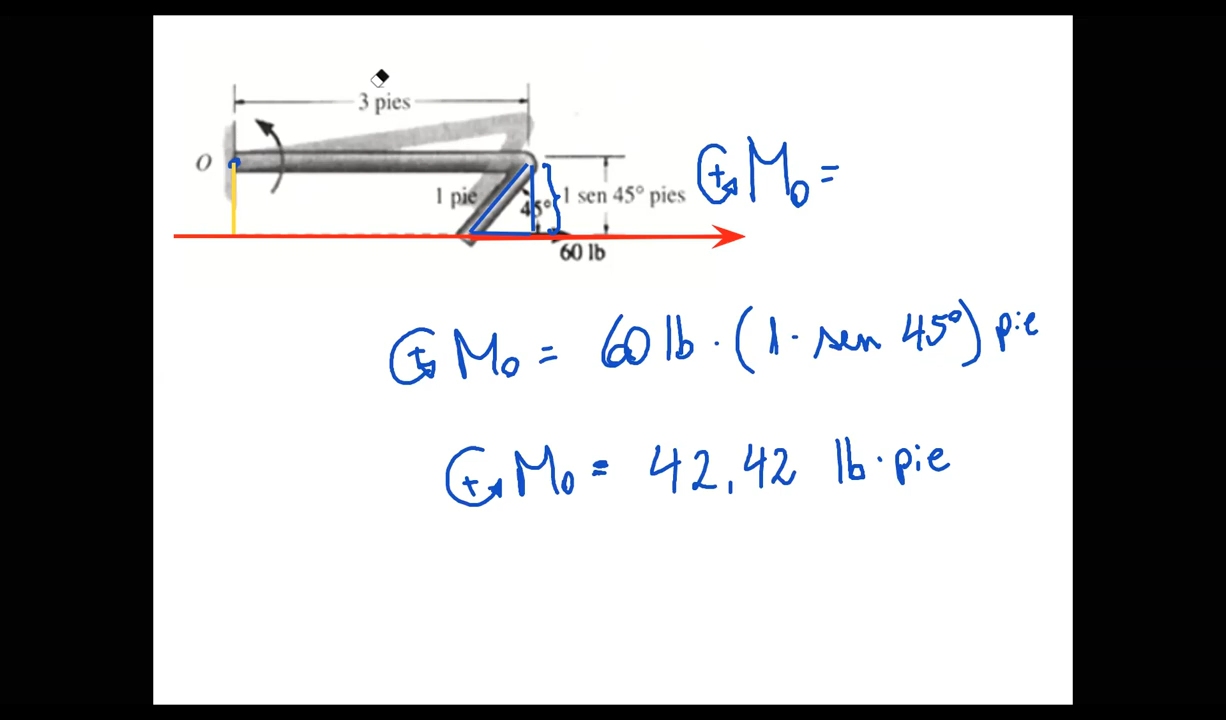 3 pies
O
1 pie
45°
1 sen 45° pies
60 lb
+ M₀ =
+ M₀ = 60 lb · (1 · sen 45°) pie
+ M₀ = 42,42 lb·pie